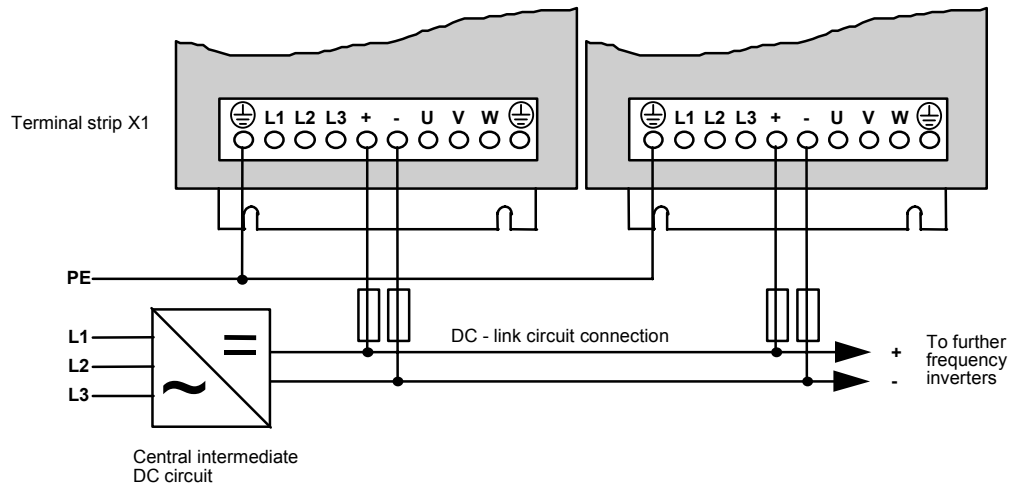 Terminal strip X1
L1 L2 L3 + - U V W
L1 L2 L3 + - U V W
PE
L1
L2
L3
DC - link circuit connection
+
-
To further
frequency
inverters
Central intermediate
DC circuit